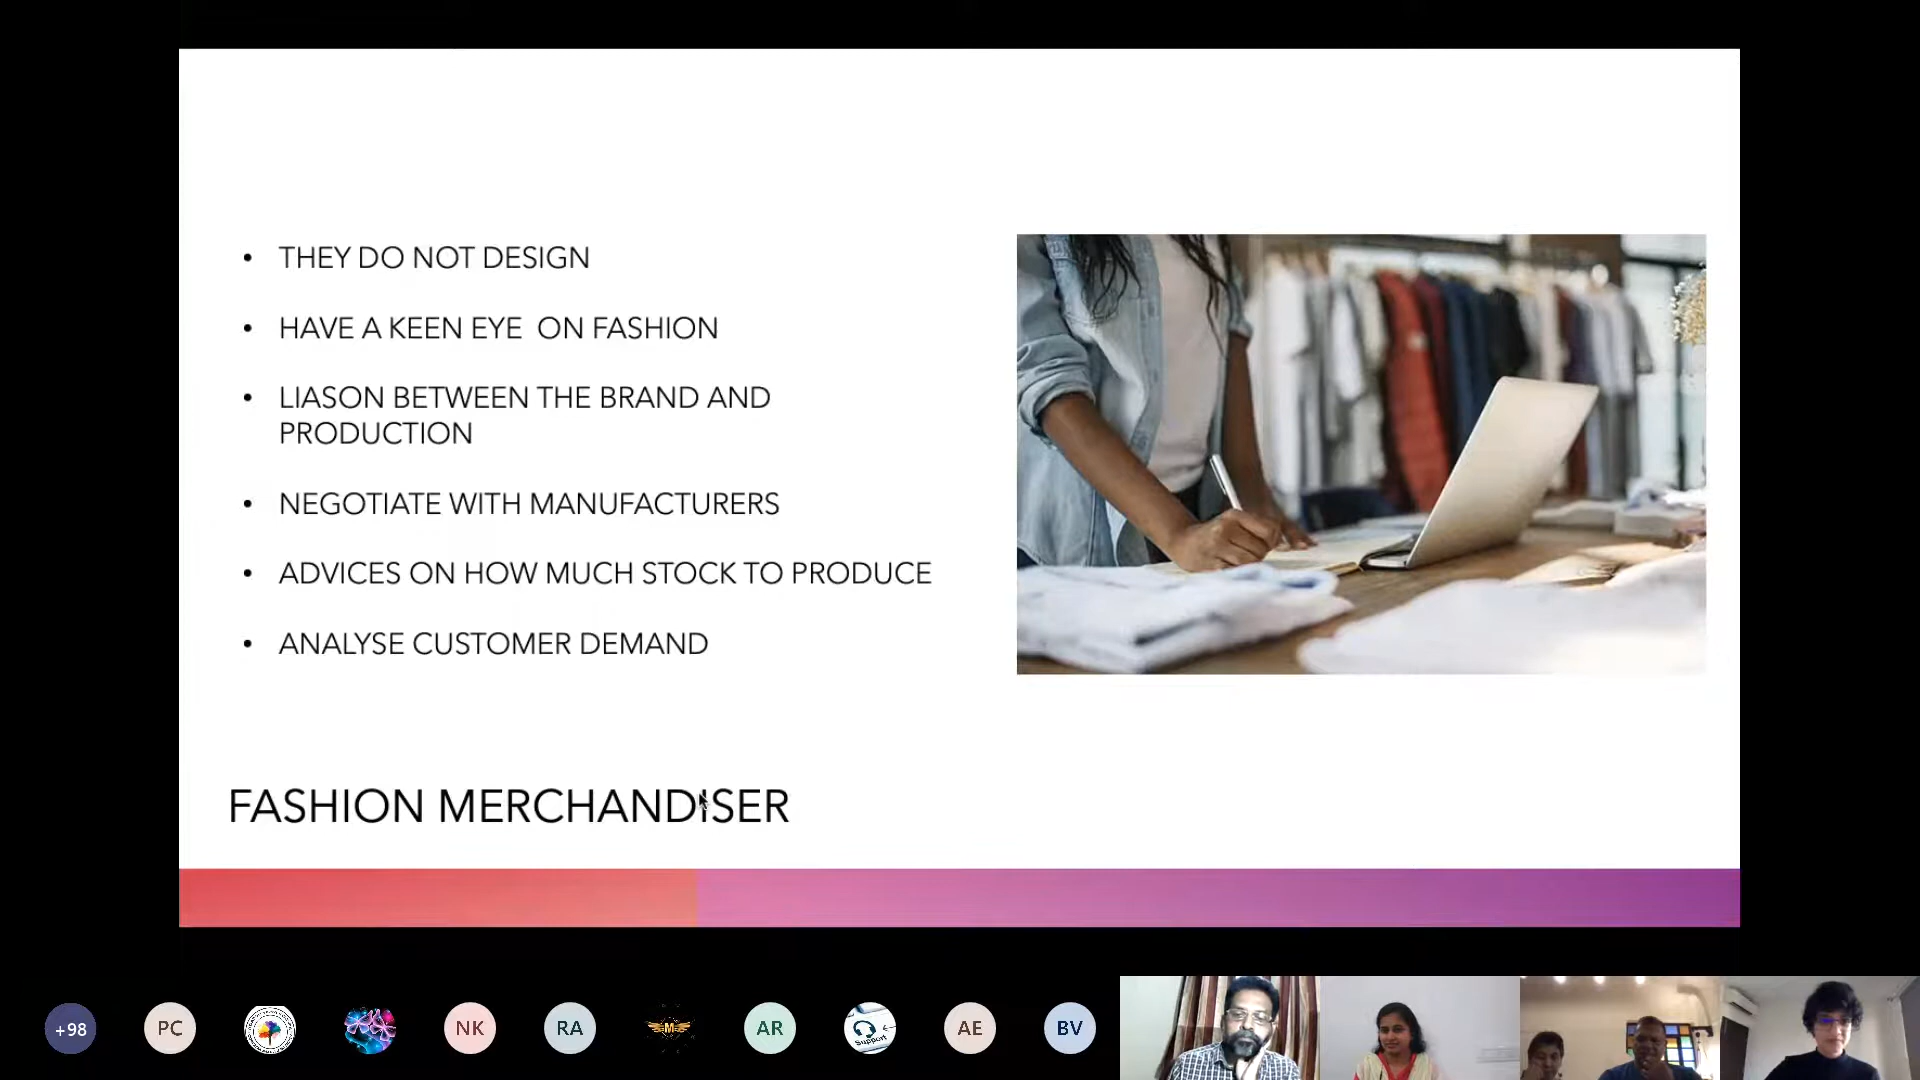 • THEY DO NOT DESIGN
• HAVE A KEEN EYE  ON FASHION
• LIASON BETWEEN THE BRAND AND
PRODUCTION
• NEGOTIATE WITH MANUFACTURERS
• ADVICES ON HOW MUCH STOCK TO PRODUCE
• ANALYSE CUSTOMER DEMAND
FASHION MERCHANDISER
+98
PC
NK
RA
M
AR
Support
AE
BV